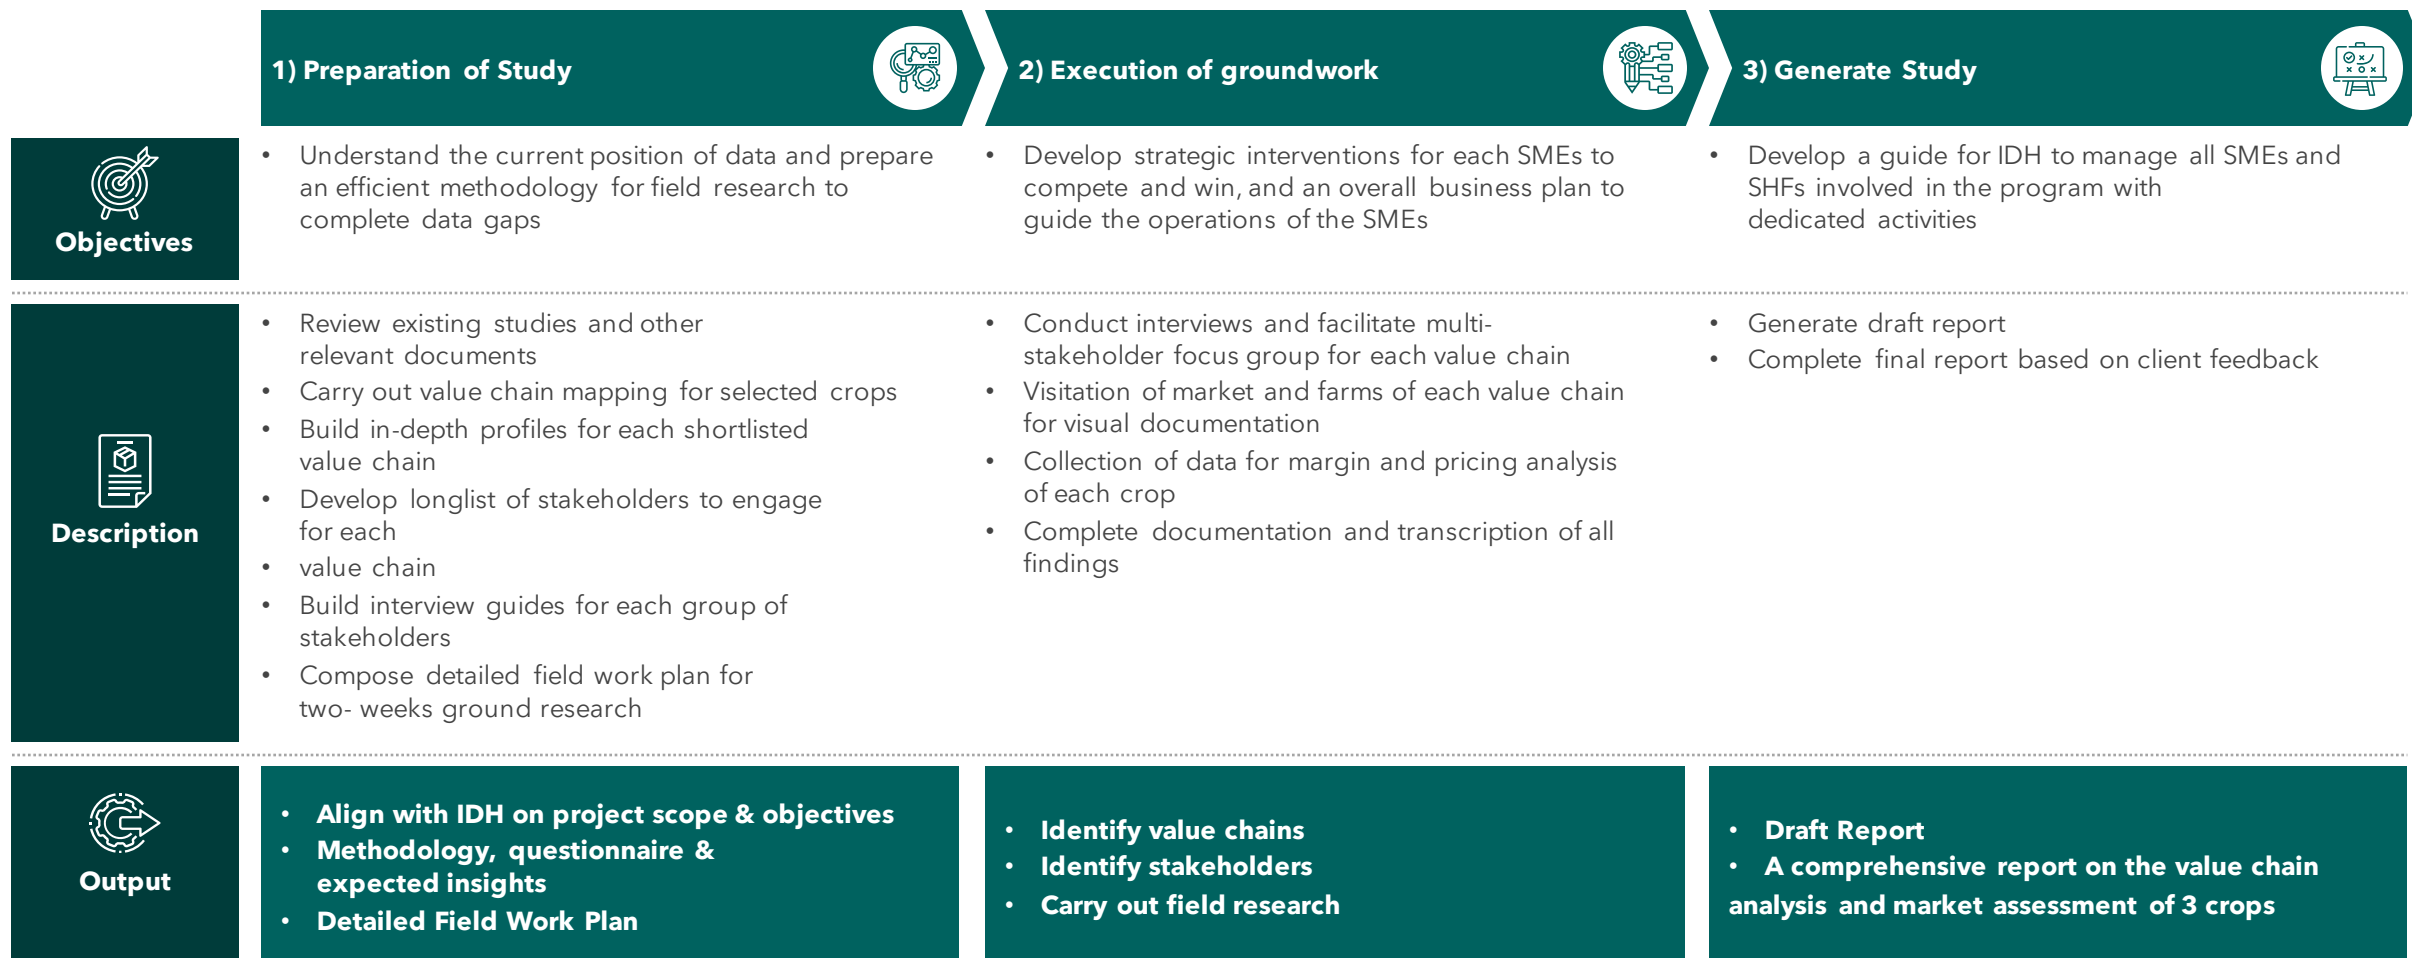 1) Preparation of Study
2) Execution of groundwork
3) Generate Study
Objectives
• Understand the current position of data and prepare
an efficient methodology for field research to
complete data gaps
• Develop strategic interventions for each SMEs to
compete and win, and an overall business plan to
guide the operations of the SMEs
• Develop a guide for IDH to manage all SMEs and
SHFs involved in the program with
dedicated activities
Description
• Review existing studies and other
relevant documents
• Carry out value chain mapping for selected crops
• Build in-depth profiles for each shortlisted
value chain
• Develop longlist of stakeholders to engage
for each
• value chain
• Build interview guides for each group of
stakeholders
• Compose detailed field work plan for
two- weeks ground research
• Conduct interviews and facilitate multi-
stakeholder focus group for each value chain
• Visitation of market and farms of each value chain
for visual documentation
• Collection of data for margin and pricing analysis
of each crop
• Complete documentation and transcription of all
findings
• Generate draft report
• Complete final report based on client feedback
Output
• Align with IDH on project scope & objectives
• Methodology, questionnaire &
expected insights
• Detailed Field Work Plan
• Identify value chains
• Identify stakeholders
• Carry out field research
• Draft Report
• A comprehensive report on the value chain
analysis and market assessment of 3 crops